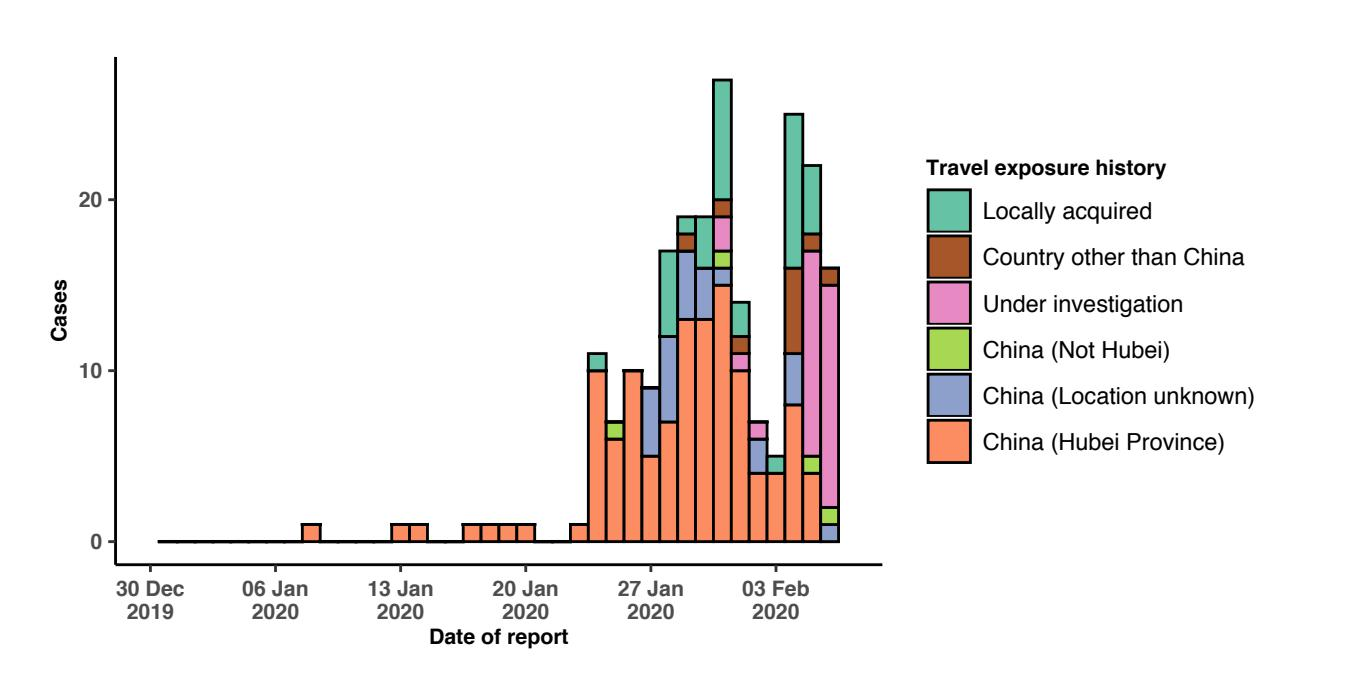 20
10
0
Cases
30 Dec
2019
06 Jan
2020
13 Jan
2020
20 Jan
2020
27 Jan
2020
03 Feb
2020
Date of report
Travel exposure history
Locally acquired
Country other than China
Under investigation
China (Not Hubei)
China (Location unknown)
China (Hubei Province)